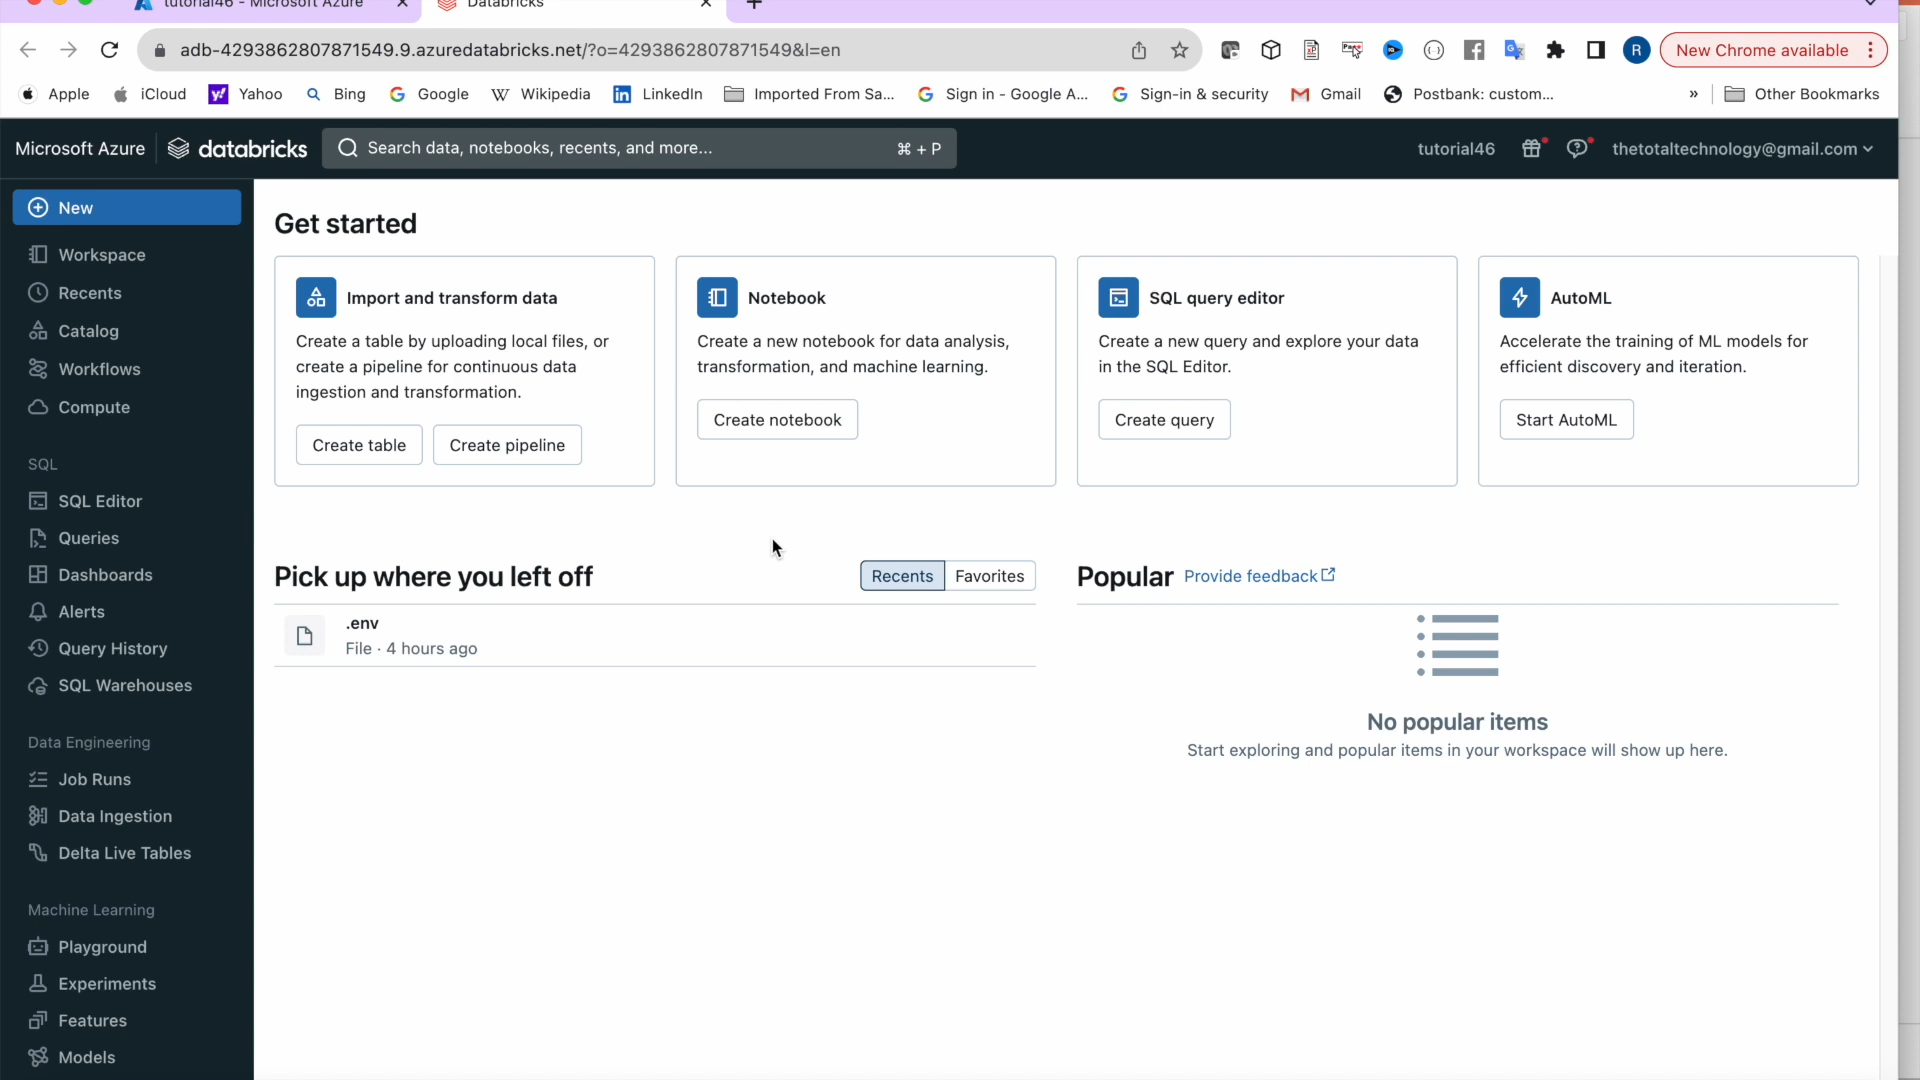 tutorial46 - Microsoft Azure
Databricks
adb-4293862807871549.9.azuredatabricks.net/?o=4293862807871549&l=en
R
New Chrome available
Apple
iCloud
Yahoo
Bing
Google
Wikipedia
LinkedIn
Imported From Sa...
Sign in - Google A...
Sign-in & security
Gmail
Postbank: custom...
»
Other Bookmarks
Microsoft Azure
databricks
Search data, notebooks, recents, and more...
⌘ + P
tutorial46
thetotaltechnology@gmail.com
New
Workspace
Recents
Catalog
Workflows
Compute
SQL
SQL Editor
Queries
Dashboards
Alerts
Query History
SQL Warehouses
Data Engineering
Job Runs
Data Ingestion
Delta Live Tables
Machine Learning
Playground
Experiments
Features
Models
Get started
Import and transform data
Create a table by uploading local files, or
create a pipeline for continuous data
ingestion and transformation.
Create table
Create pipeline
Notebook
Create a new notebook for data analysis,
transformation, and machine learning.
Create notebook
SQL query editor
Create a new query and explore your data
in the SQL Editor.
Create query
AutoML
Accelerate the training of ML models for
efficient discovery and iteration.
Start AutoML
Pick up where you left off
Recents
Favorites
.env
File · 4 hours ago
Popular
Provide feedback
No popular items
Start exploring and popular items in your workspace will show up here.